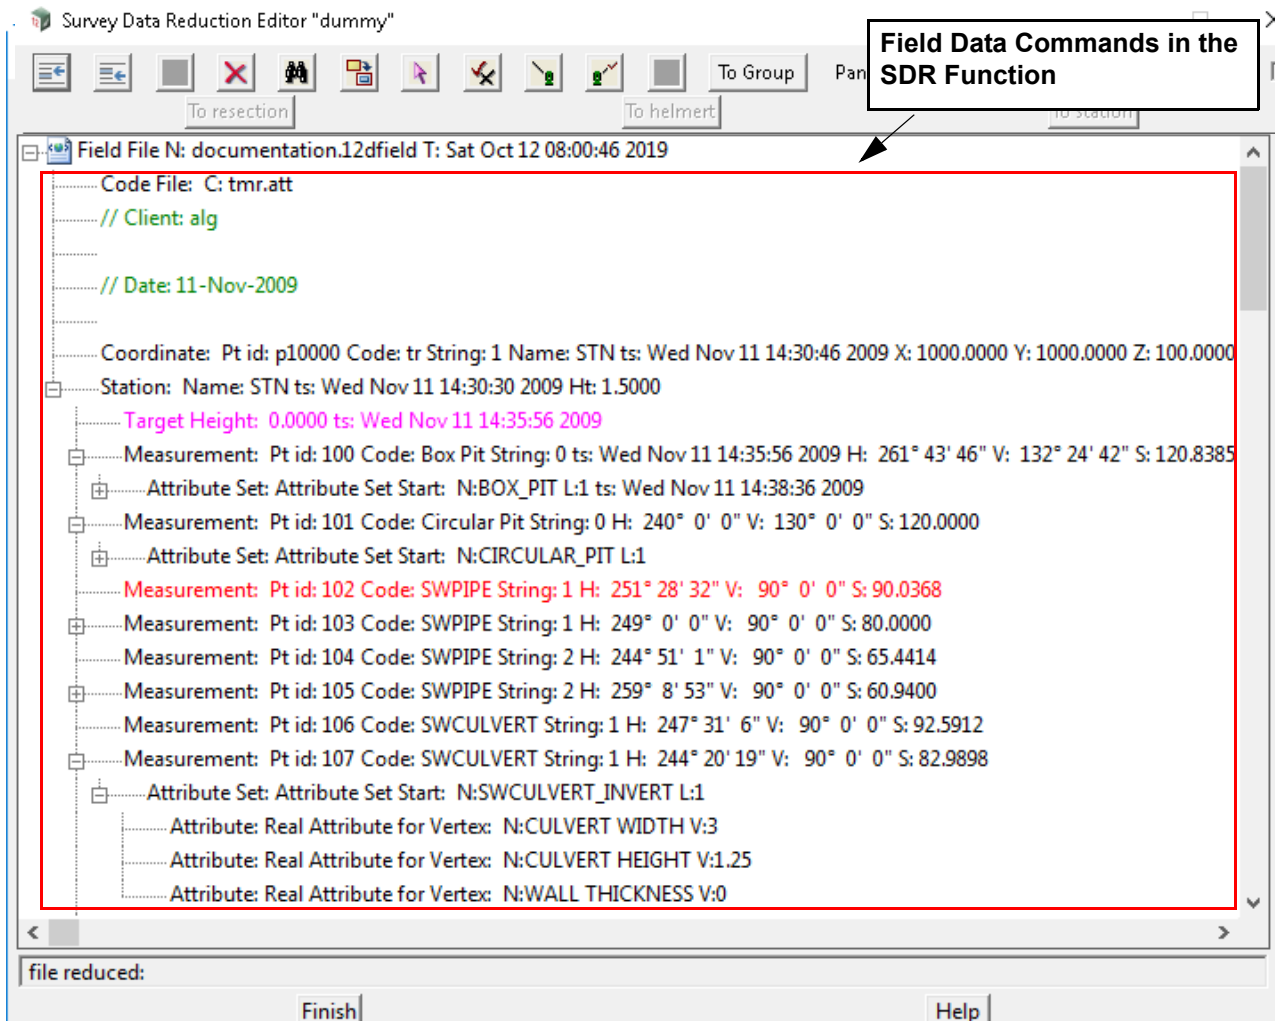 Survey Data Reduction Editor "dummy"
Field Data Commands in the
SDR Function
To Group
Pan
To resection
To helmert
To station
Field File N: documentation.12dfield T: Sat Oct 12 08:00:46 2019
Code File:  C: tmr.att
// Client: alg
// Date: 11-Nov-2009
Coordinate:  Pt id: p10000 Code: tr String: 1 Name: STN ts: Wed Nov 11 14:30:46 2009 X: 1000.0000 Y: 1000.0000 Z: 100.0000
Station:  Name: STN ts: Wed Nov 11 14:30:30 2009 Ht: 1.5000
Target Height:  0.0000 ts: Wed Nov 11 14:35:56 2009
Measurement:  Pt id: 100 Code: Box Pit String: 0 ts: Wed Nov 11 14:35:56 2009 H:  261° 43' 46" V:  132° 24' 42" S: 120.8385
Attribute Set: Attribute Set Start:  N:BOX_PIT L:1 ts: Wed Nov 11 14:38:36 2009
Measurement:  Pt id: 101 Code: Circular Pit String: 0 H:  240°  0'  0" V:  130°  0'  0" S: 120.0000
Attribute Set: Attribute Set Start:  N:CIRCULAR_PIT L:1
Measurement:  Pt id: 102 Code: SWPIPE String: 1 H:  251° 28' 32" V:   90°  0'  0" S: 90.0368
Measurement:  Pt id: 103 Code: SWPIPE String: 1 H:  249°  0'  0" V:   90°  0'  0" S: 80.0000
Measurement:  Pt id: 104 Code: SWPIPE String: 2 H:  244° 51'  1" V:   90°  0'  0" S: 65.4414
Measurement:  Pt id: 105 Code: SWPIPE String: 2 H:  259°  8' 53" V:   90°  0'  0" S: 60.9400
Measurement:  Pt id: 106 Code: SWCULVERT String: 1 H:  247° 31'  6" V:   90°  0'  0" S: 92.5912
Measurement:  Pt id: 107 Code: SWCULVERT String: 1 H:  244° 20' 19" V:   90°  0'  0" S: 82.9898
Attribute Set: Attribute Set Start:  N:SWCULVERT_INVERT L:1
Attribute: Real Attribute for Vertex:  N:CULVERT WIDTH V:3
Attribute: Real Attribute for Vertex:  N:CULVERT HEIGHT V:1.25
Attribute: Real Attribute for Vertex:  N:WALL THICKNESS V:0
file reduced:
Finish
Help